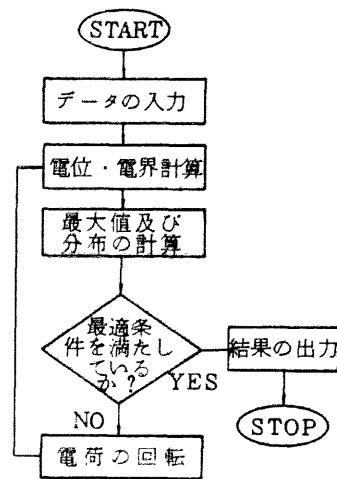 START
データの入力
電位・電界計算
最大値及び
分布の計算
最適条
件を満たし
ている
か?
YES
結果の出力
NO
STOP
電荷の回転